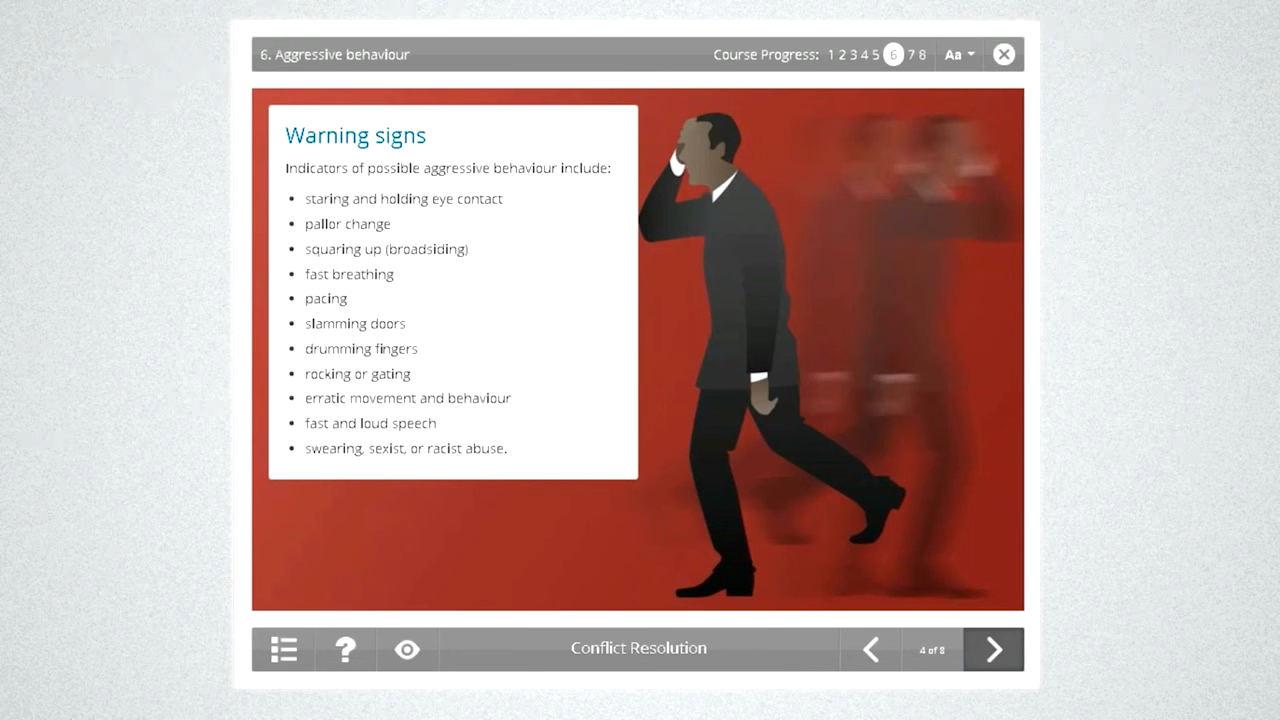 6. Aggressive behaviour
Course Progress: 1 2 3 4 5 6 7 8 Aa
Warning signs
Indicators of possible aggressive behaviour include:
• staring and holding eye contact
• pallor change
• squaring up (broadsiding)
• fast breathing
• pacing
• slamming doors
• drumming fingers
• rocking or gating
• erratic movement and behaviour
• fast and loud speech
• swearing, sexist, or racist abuse.
?
Conflict Resolution
4 of 8